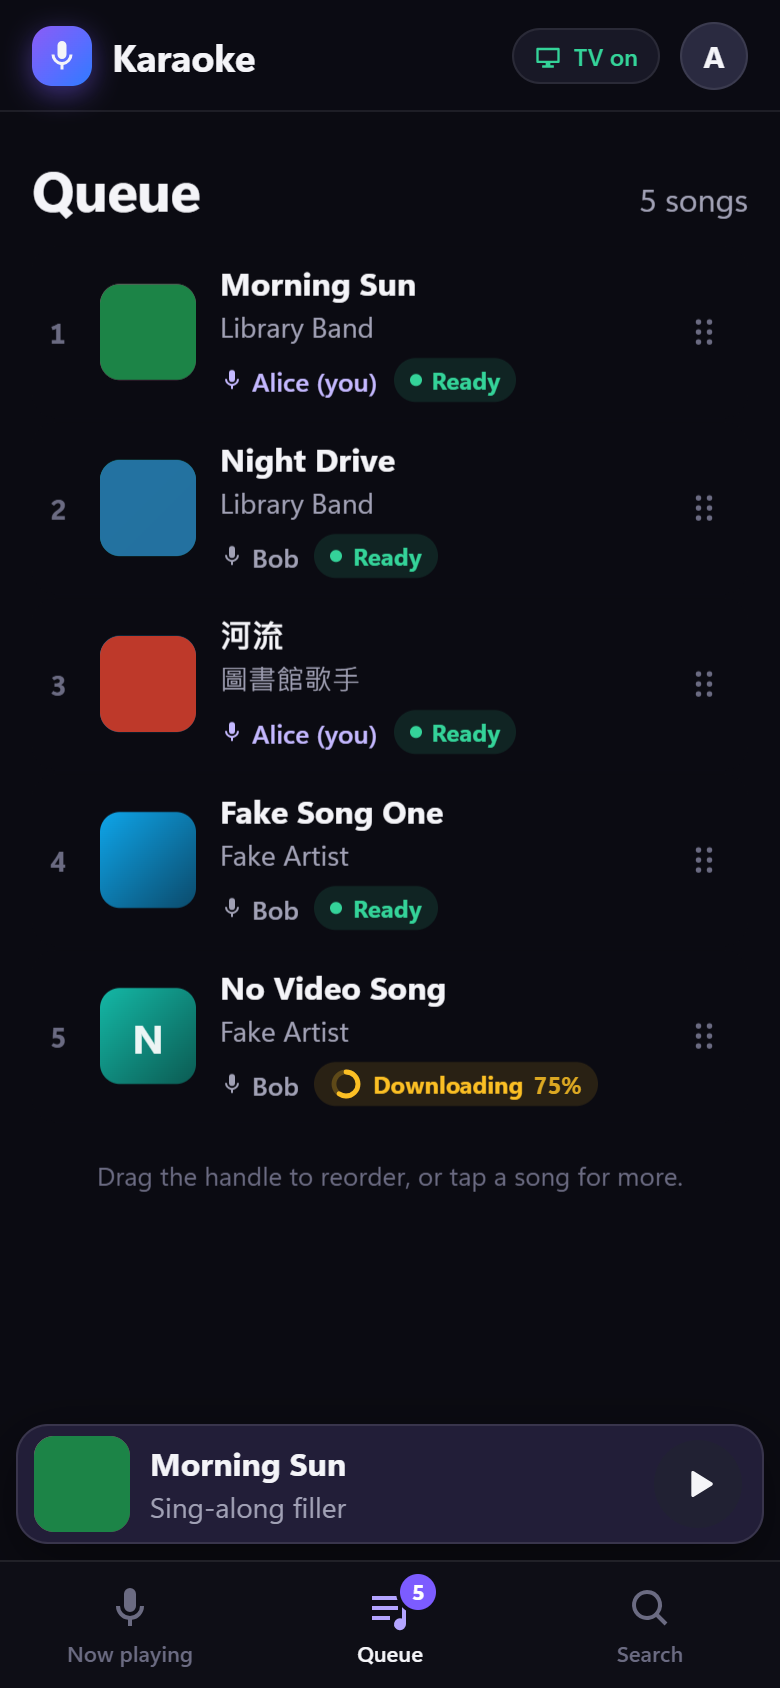 Karaoke
TV on
A
Queue
5 songs
1
Morning Sun
Library Band
Alice (you)
Ready
2
Night Drive
Library Band
Bob
Ready
3
河流
圖書館歌手
Alice (you)
Ready
4
Fake Song One
Fake Artist
Bob
Ready
5
N
No Video Song
Fake Artist
Bob
Downloading 75%
Drag the handle to reorder, or tap a song for more.
Morning Sun
Sing-along filler
Now playing
5
Queue
Search